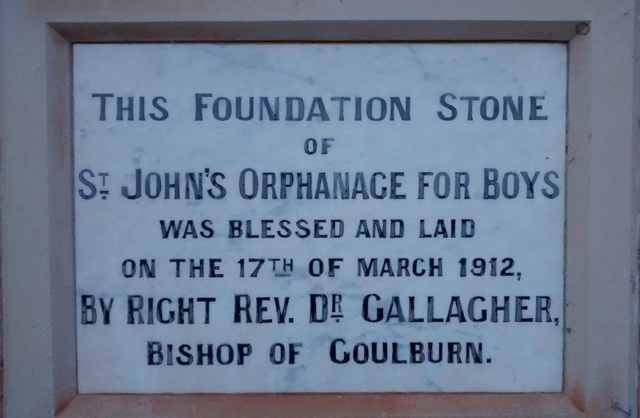 THIS FOUNDATION STONE
OF
ST. JOHN'S ORPHANAGE FOR BOYS
WAS BLESSED AND LAID
ON THE 17TH OF MARCH 1912,
BY RIGHT REV. DR. GALLAGHER,
BISHOP OF GOULBURN.